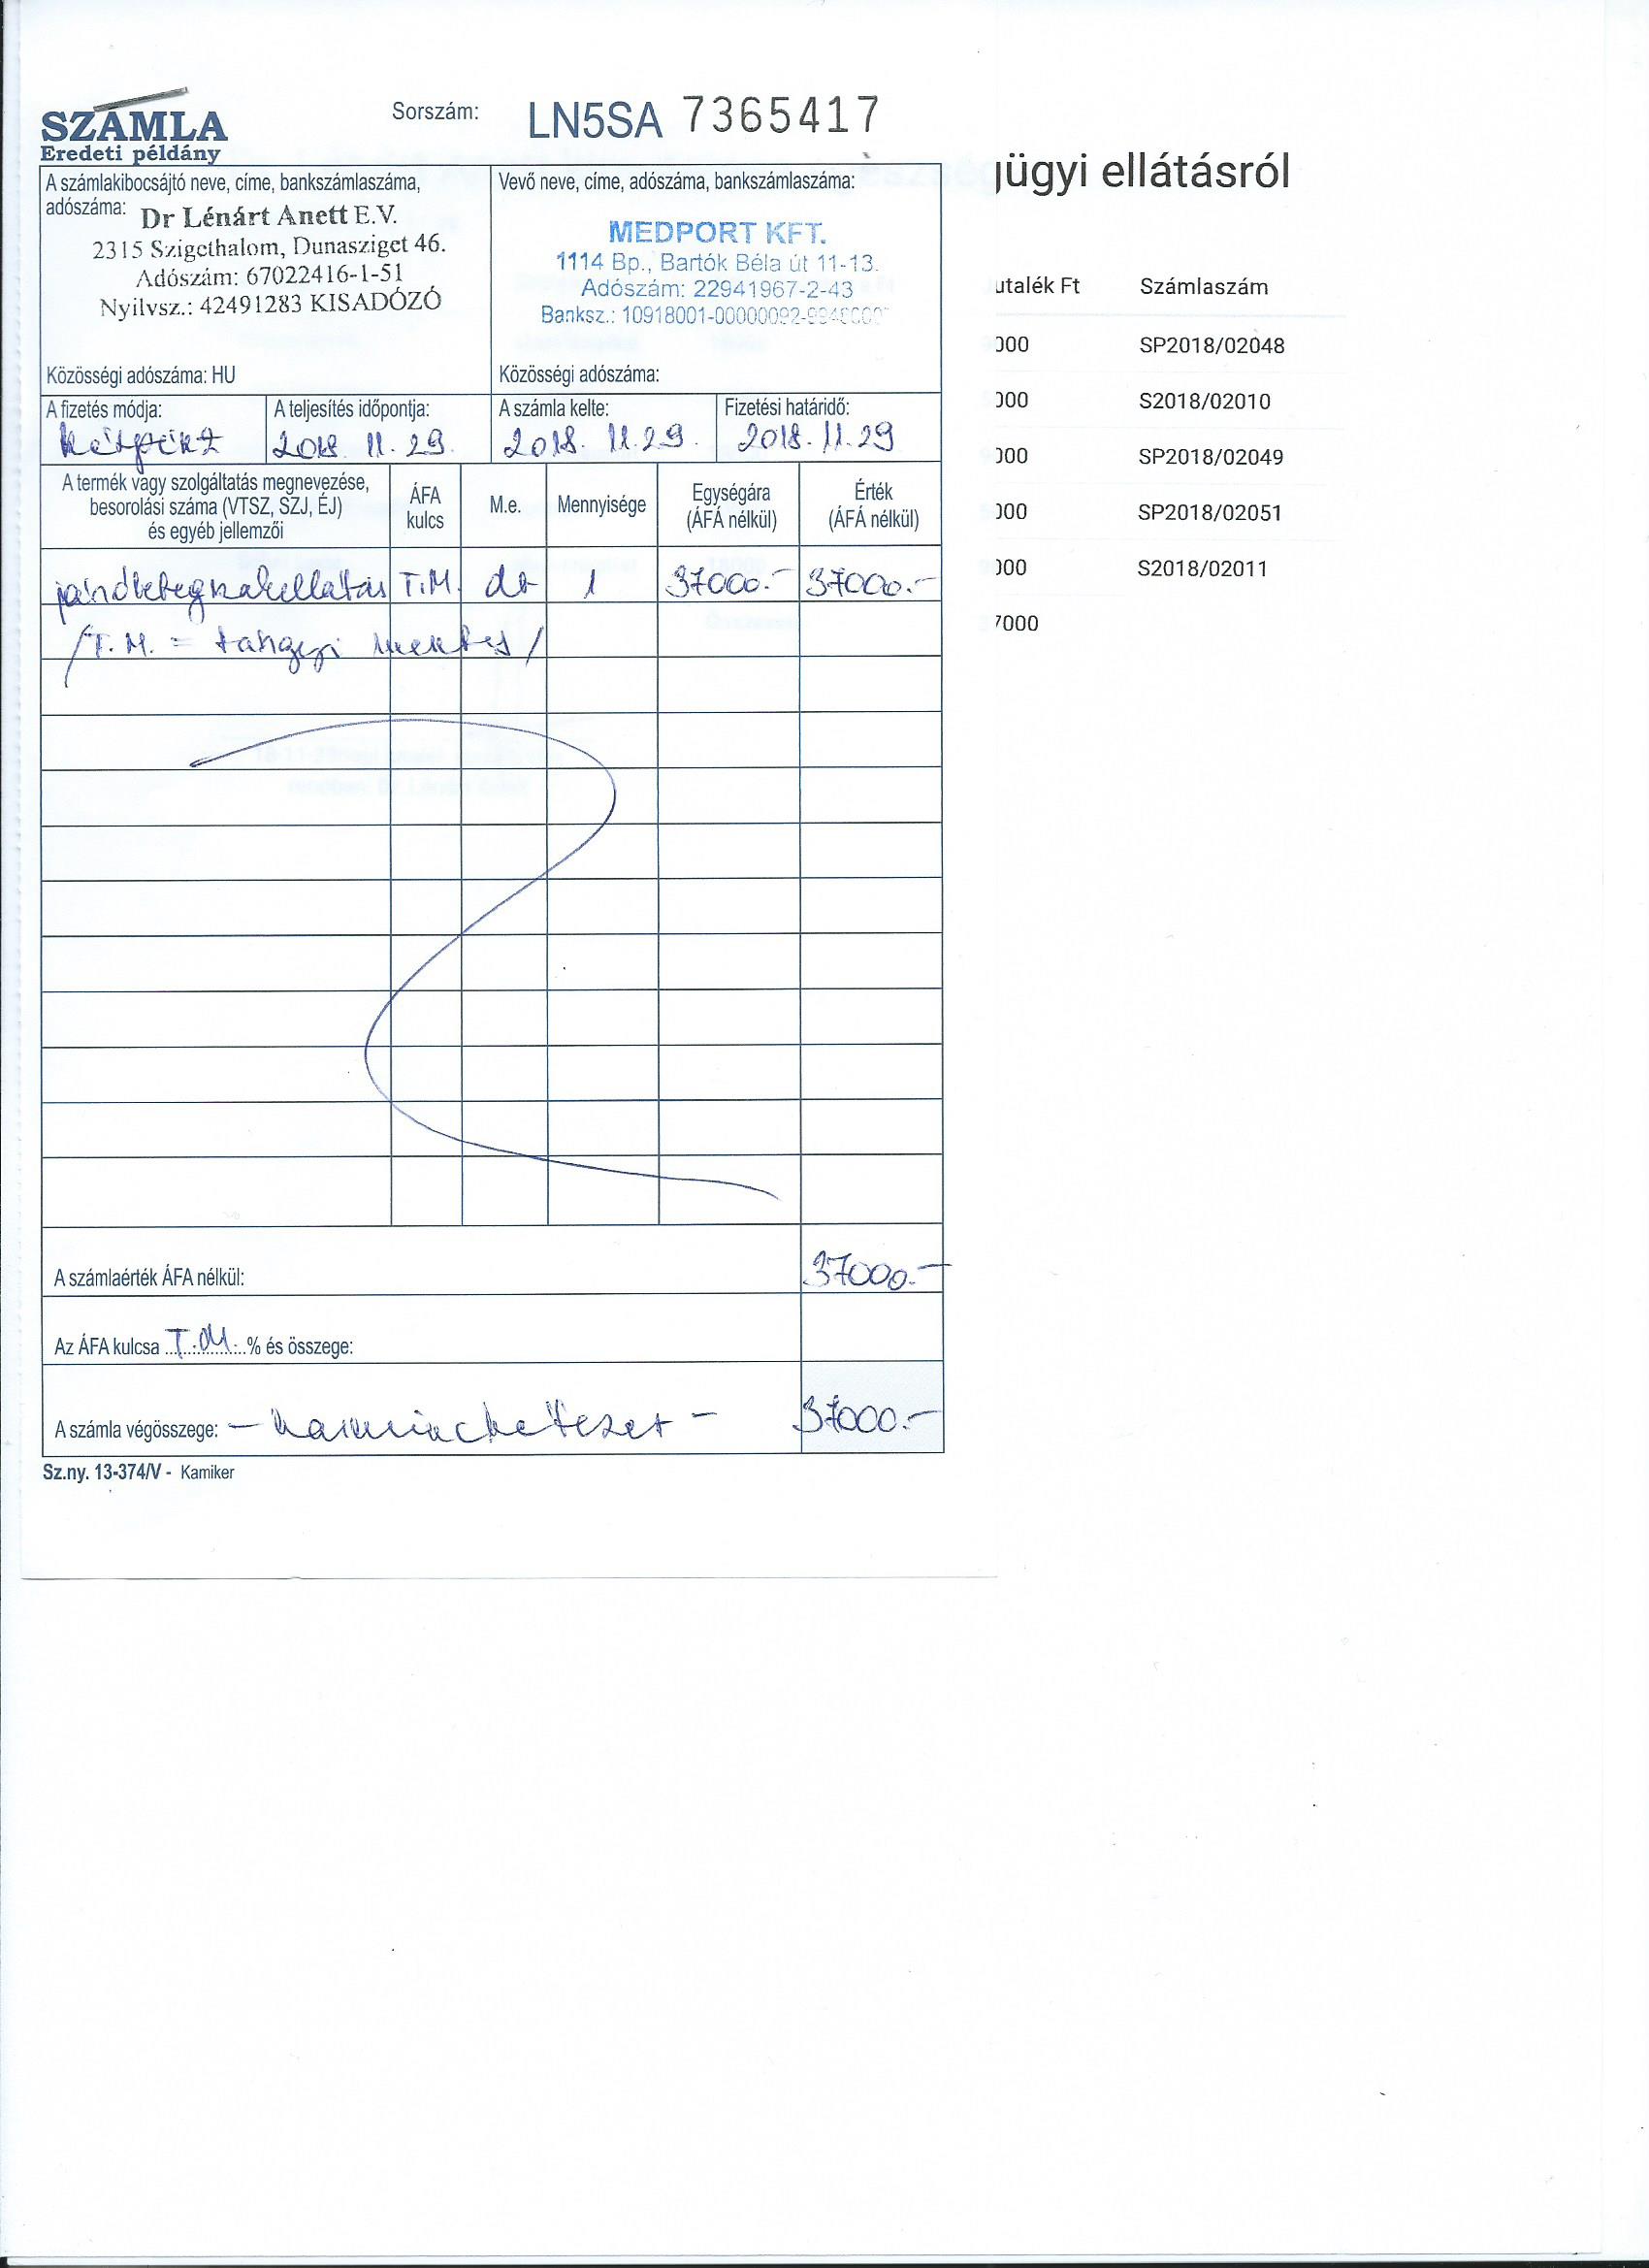 SZÁMLA
Eredeti példány
Sorszám: LN5SA 7365417
A számlakibocsájtó neve, címe, bankszámlaszáma,
adószáma: Dr Lénárt Anett E.V.
2315 Szigethalom, Dunasziget 46.
Adószám: 67022416-1-51
Nyilvsz.: 42491283 KISADÓZÓ
Közösségi adószáma: HU
Vevő neve, címe, adószáma, bankszámlaszáma:
MEDPORT KFT.
1114 Bp., Bartók Béla út 11-13.
Adószám: 22941967-2-43
Banksz.: 10918001-00000092-
Közösségi adószáma:
A fizetés módja:
A teljesítés időpontja:
2018. 11. 29.
A számla kelte:
2018. 11.29.
Fizetési határidő:
2018. 11. 29
A termék vagy szolgáltatás megnevezése,
besorolási száma (VTSZ, SZJ, ÉJ)
és egyéb jellemzői
ÁFA
kulcs
M.e.
Mennyisége
Egységára
(ÁFÁ nélkül)
Érték
(ÁFÁ nélkül)
T.M. db 1 37000.- 37000.-
/T.M. = tárgyi mentes/
A számlaérték ÁFA nélkül: 37000.-
Az ÁFA kulcsa T.M. % és összege:
A számla végösszege: - harminchétezer - 37000.-
Sz.ny. 13-374/V - Kamiker
jügyi ellátásról
utalék Ft Számlaszám
000 SP2018/02048
000 S2018/02010
000 SP2018/02049
000 SP2018/02051
000 S2018/02011
7000